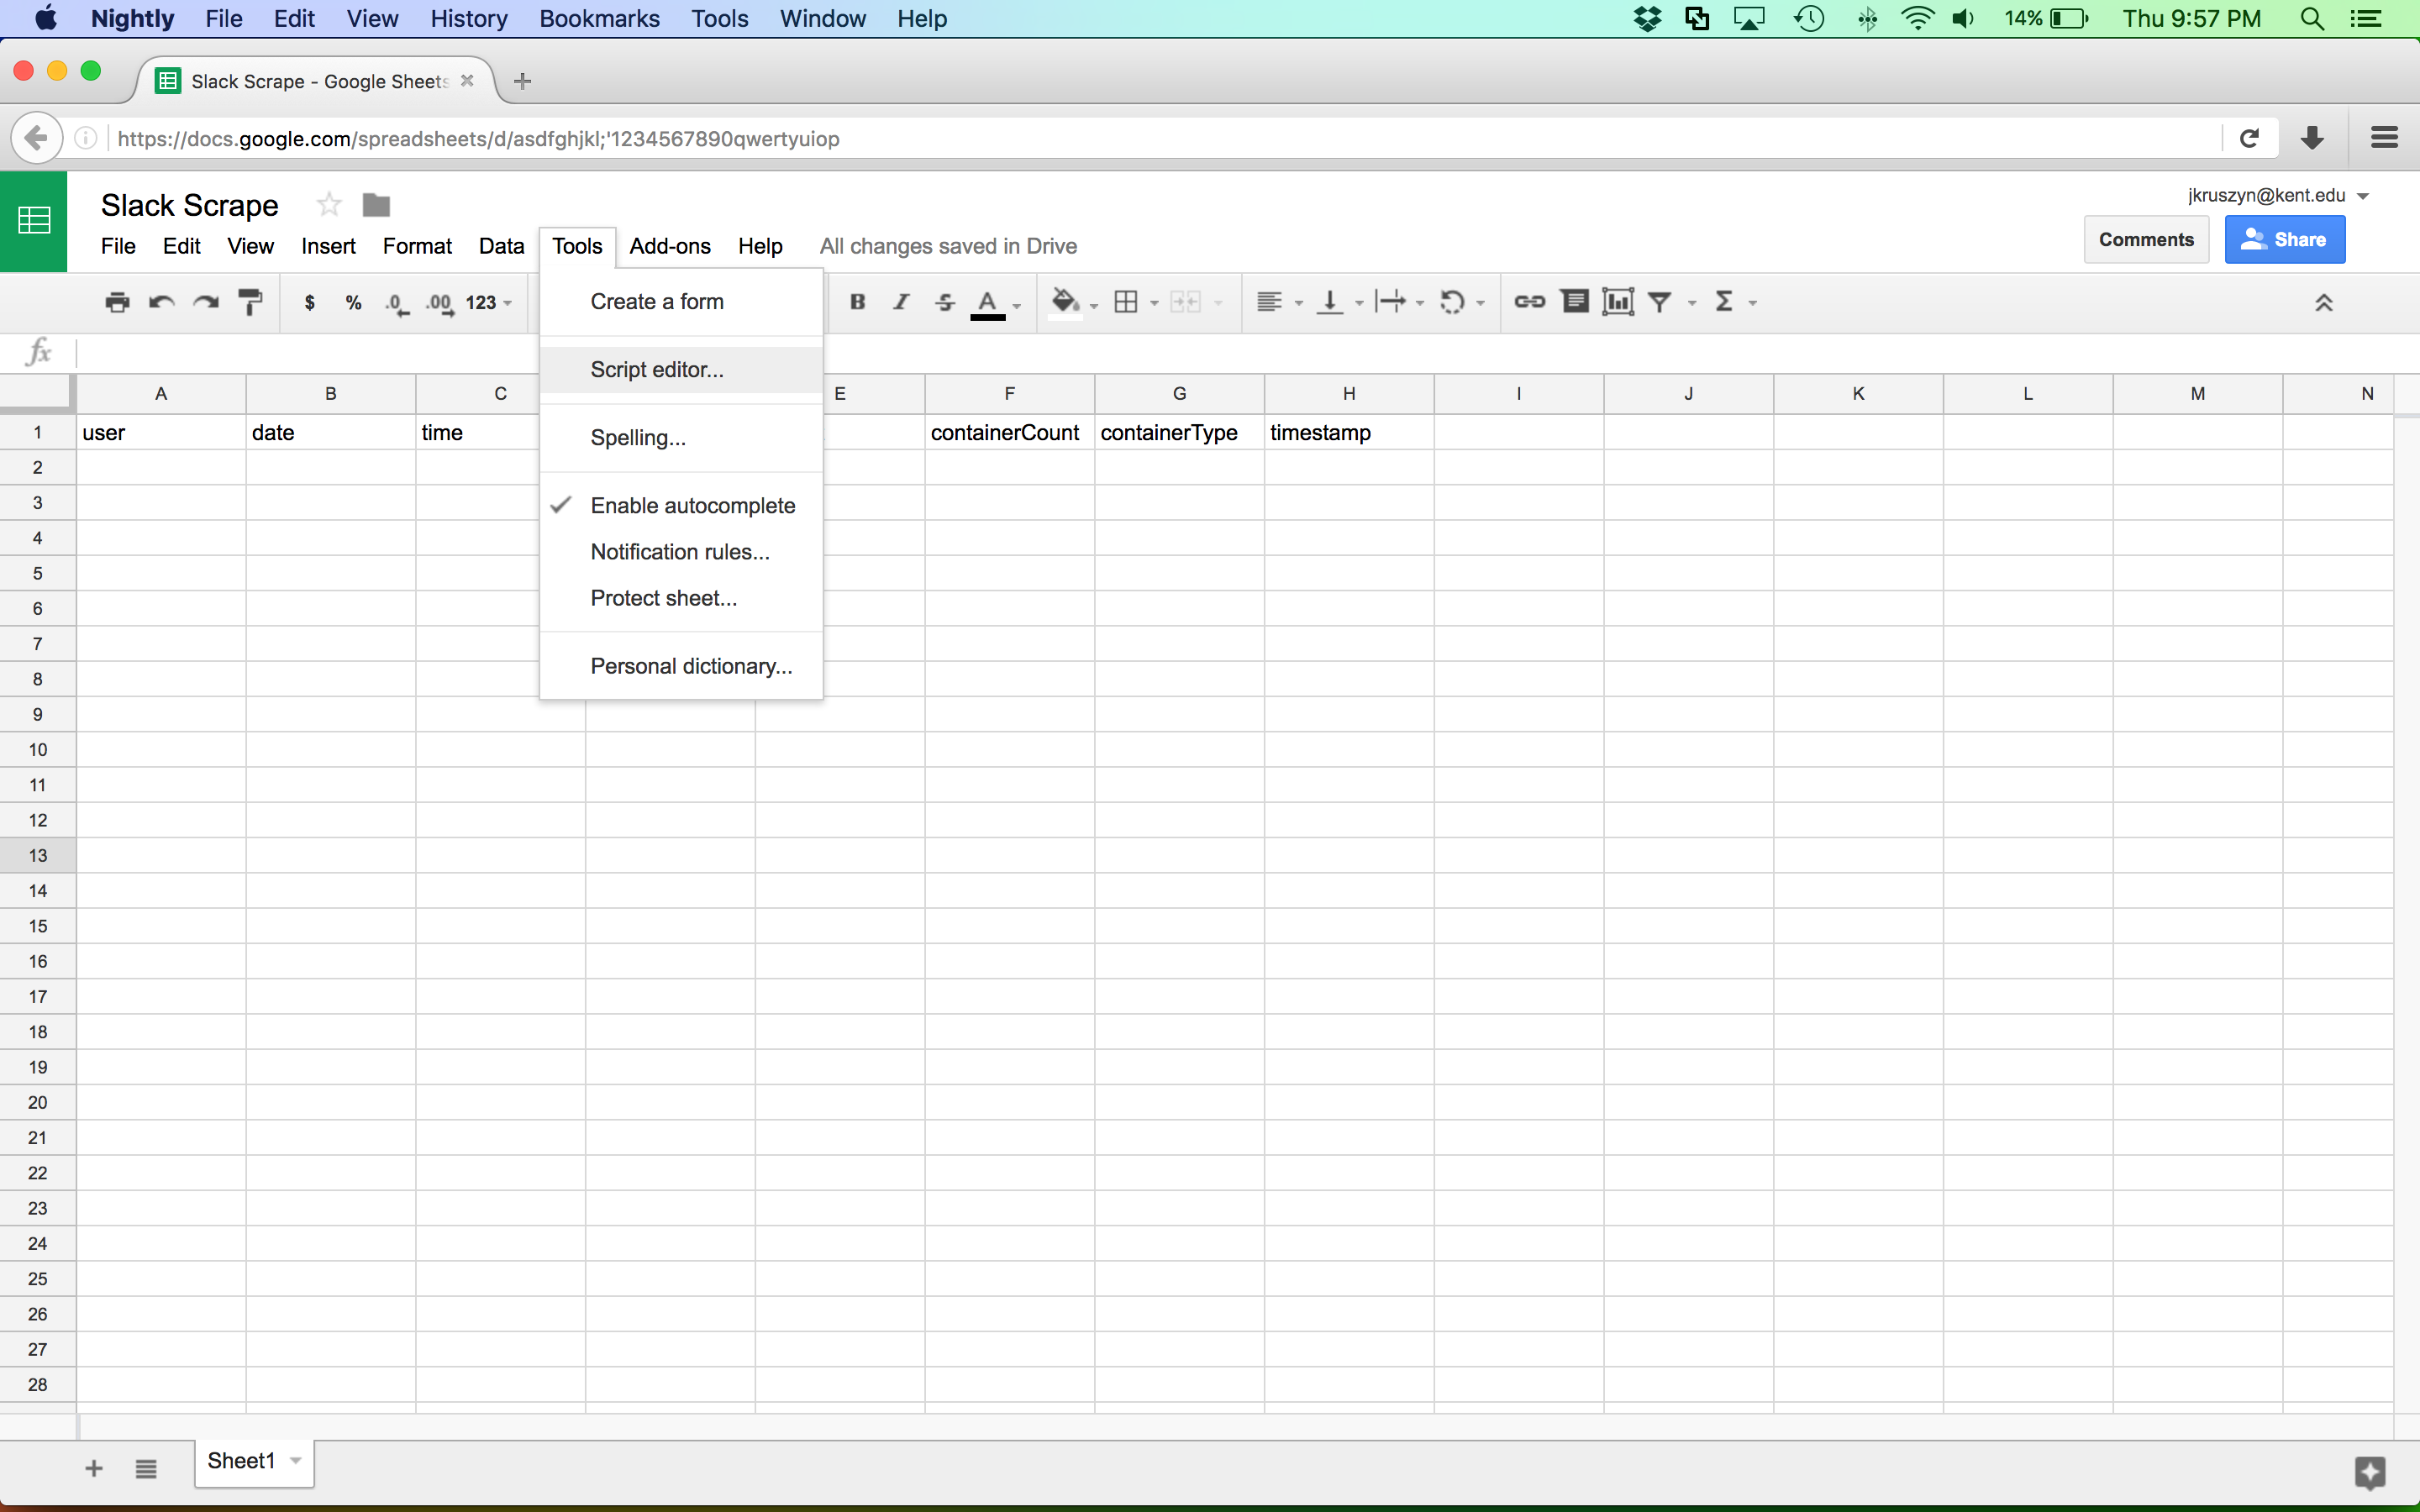 Nightly File Edit View History Bookmarks Tools Window Help 14% Thu 9:57 PM
Slack Scrape - Google Sheets
https://docs.google.com/spreadsheets/d/asdfghjkl;'1234567890qwertyuiop
Slack Scrape
jkruszyn@kent.edu
File Edit View Insert Format Data Tools Add-ons Help All changes saved in Drive
Comments Share
$ % .0 .00 123 B I S A Σ
Create a form
Script editor...
Spelling...
Enable autocomplete
Notification rules...
Protect sheet...
Personal dictionary...
fx
A B C E F G H I J K L M N
1 user date time containerCount containerType timestamp
2
3
4
5
6
7
8
9
10
11
12
13
14
15
16
17
18
19
20
21
22
23
24
25
26
27
28
Sheet1